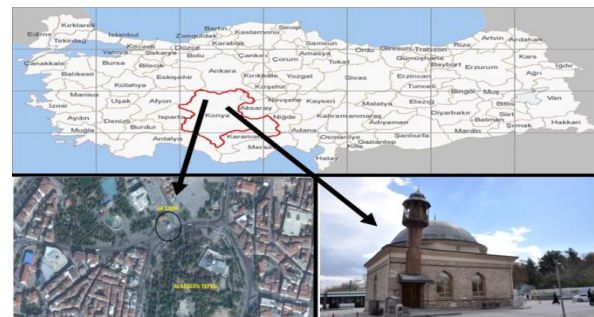 Kırklareli
Edirne
Tekirdağ
İstanbul
Kocaeli
Yalova
Sakarya
Düzce
Zonguldak
Bartın
Karabük
Kastamonu
Sinop
Samsun
Ordu
Giresun
Trabzon
Rize
Artvin
Ardahan
Çanakkale
Bursa
Bilecik
Bolu
Çankırı
Çorum
Amasya
Tokat
Gümüşhane
Bayburt
Erzurum
Kars
Iğdır
Ağrı
Balıkesir
Eskişehir
Ankara
Kırıkkale
Yozgat
Sivas
Erzincan
Tunceli
Kütahya
Kırşehir
Manisa
Uşak
Afyon
Aksaray
Nevşehir
Kayseri
Malatya
Elazığ
Bingöl
Muş
Van
İzmir
Aydın
Denizli
Isparta
Konya
Niğde
Kahramanmaraş
Adıyaman
Diyarbakır
Batman
Bitlis
Siirt
Şırnak
Hakkari
Muğla
Burdur
Antalya
Karaman
Mersin
Adana
Osmaniye
Gaziantep
Kilis
Şanlıurfa
Mardin
Hatay
ALAEDDİN TEPESİ